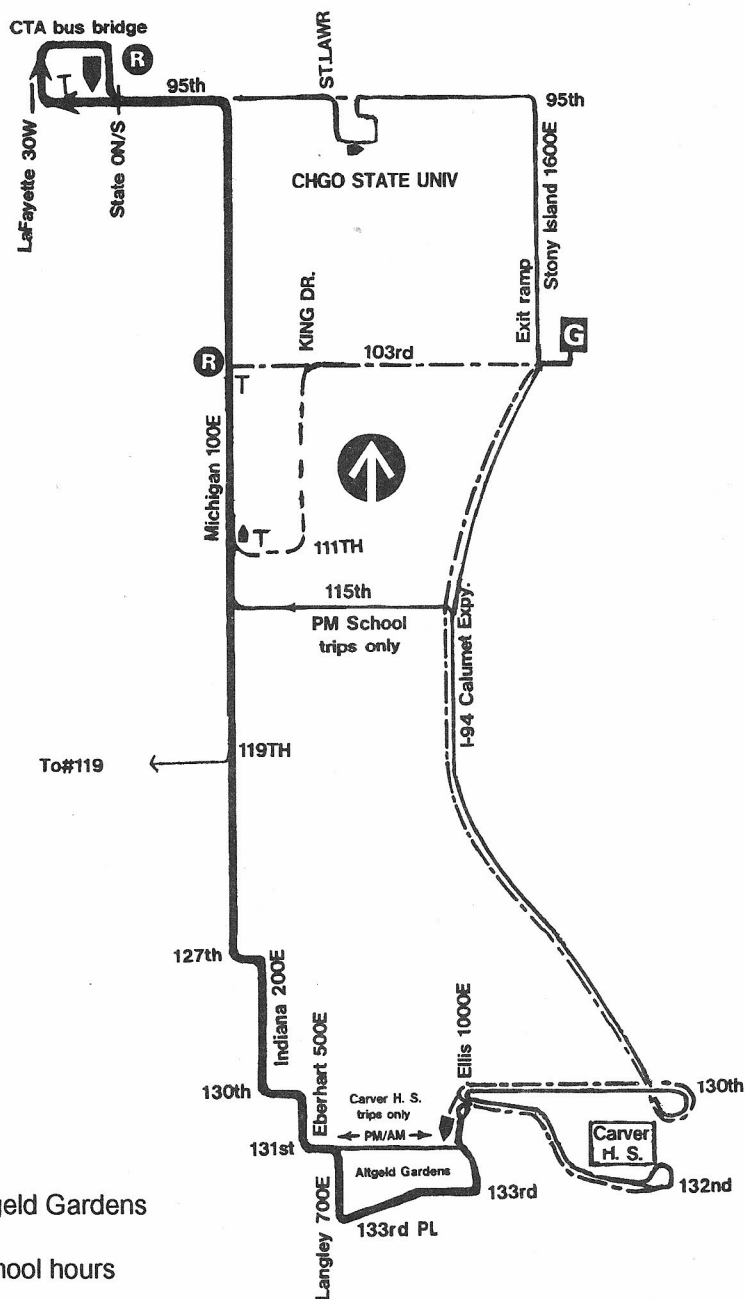 CTA bus bridge
R
T
95th
ST.LAWR
95th
LaFayette 30W
State 0N/S
CHGO STATE UNIV
Stony Island 1600E
Exit ramp
KING DR.
G
R
103rd
T
Michigan 100E
T
111TH
115th
PM School
trips only
I-94 Calumet Expy.
To#119
119TH
127th
Indiana 200E
Eberhart 500E
Ellis 1000E
130th
130th
Carver H. S.
trips only
PM/AM
131st
Carver
H. S.
Altgeld Gardens
133rd
132nd
Langley 700E
133rd PL
geld Gardens
nool hours